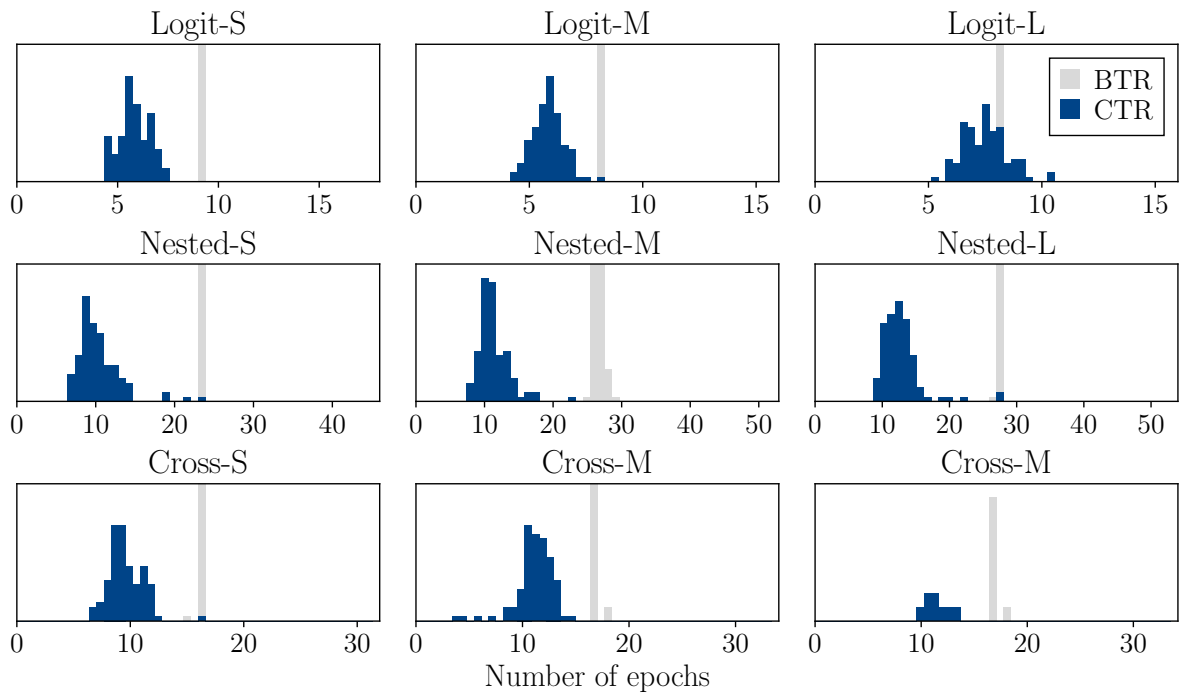 Logit-S
Logit-M
Logit-L
BTR
CTR
0 5 10 15
0 5 10 15
0 5 10 15
Nested-S
Nested-M
Nested-L
0 10 20 30 40
0 10 20 30 40 50
0 10 20 30 40 50
Cross-S
Cross-M
Cross-M
0 10 20 30
0 10 20 30
0 10 20 30
Number of epochs